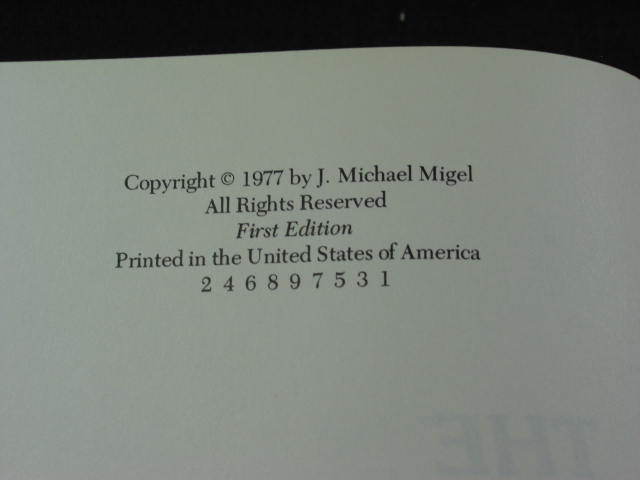 Copyright © 1977 by J. Michael Migel
All Rights Reserved
First Edition
Printed in the United States of America
2 4 6 8 9 7 5 3 1
THE